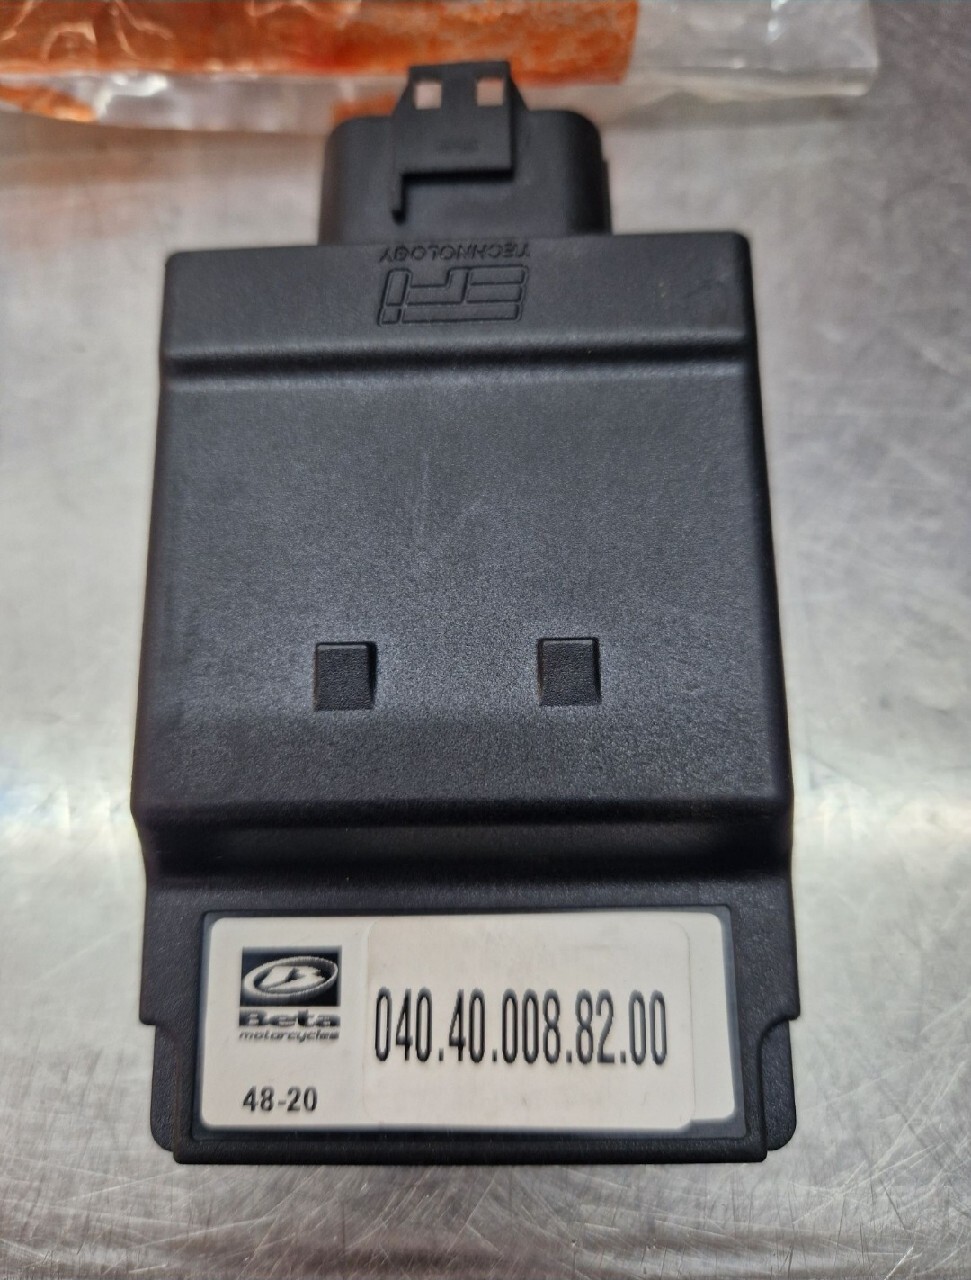 TECHNOLOGY
EFI
Beta
motorcycles
040.40.008.82.00
48-20